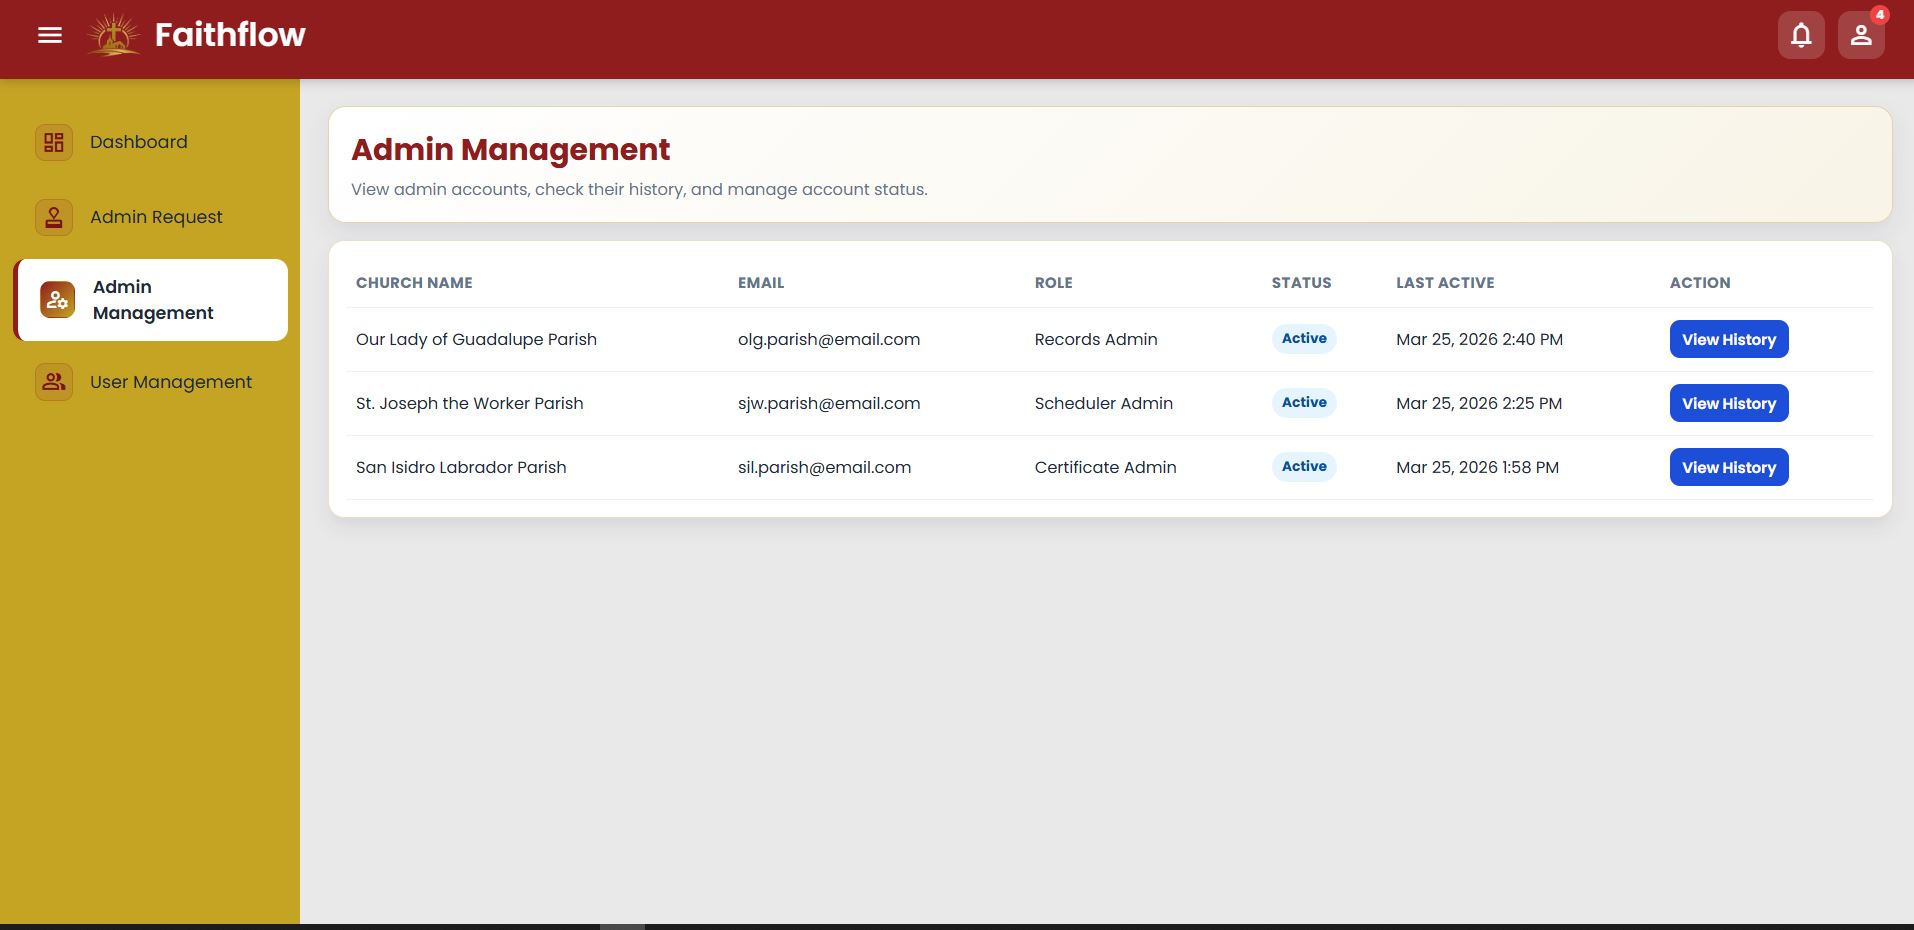 Faithflow
4
Dashboard
Admin Request
Admin
Management
User Management
Admin Management
View admin accounts, check their history, and manage account status.
CHURCH NAME EMAIL ROLE STATUS LAST ACTIVE ACTION
Our Lady of Guadalupe Parish olg.parish@email.com Records Admin Active Mar 25, 2026 2:40 PM View History
St. Joseph the Worker Parish sjw.parish@email.com Scheduler Admin Active Mar 25, 2026 2:25 PM View History
San Isidro Labrador Parish sil.parish@email.com Certificate Admin Active Mar 25, 2026 1:58 PM View History